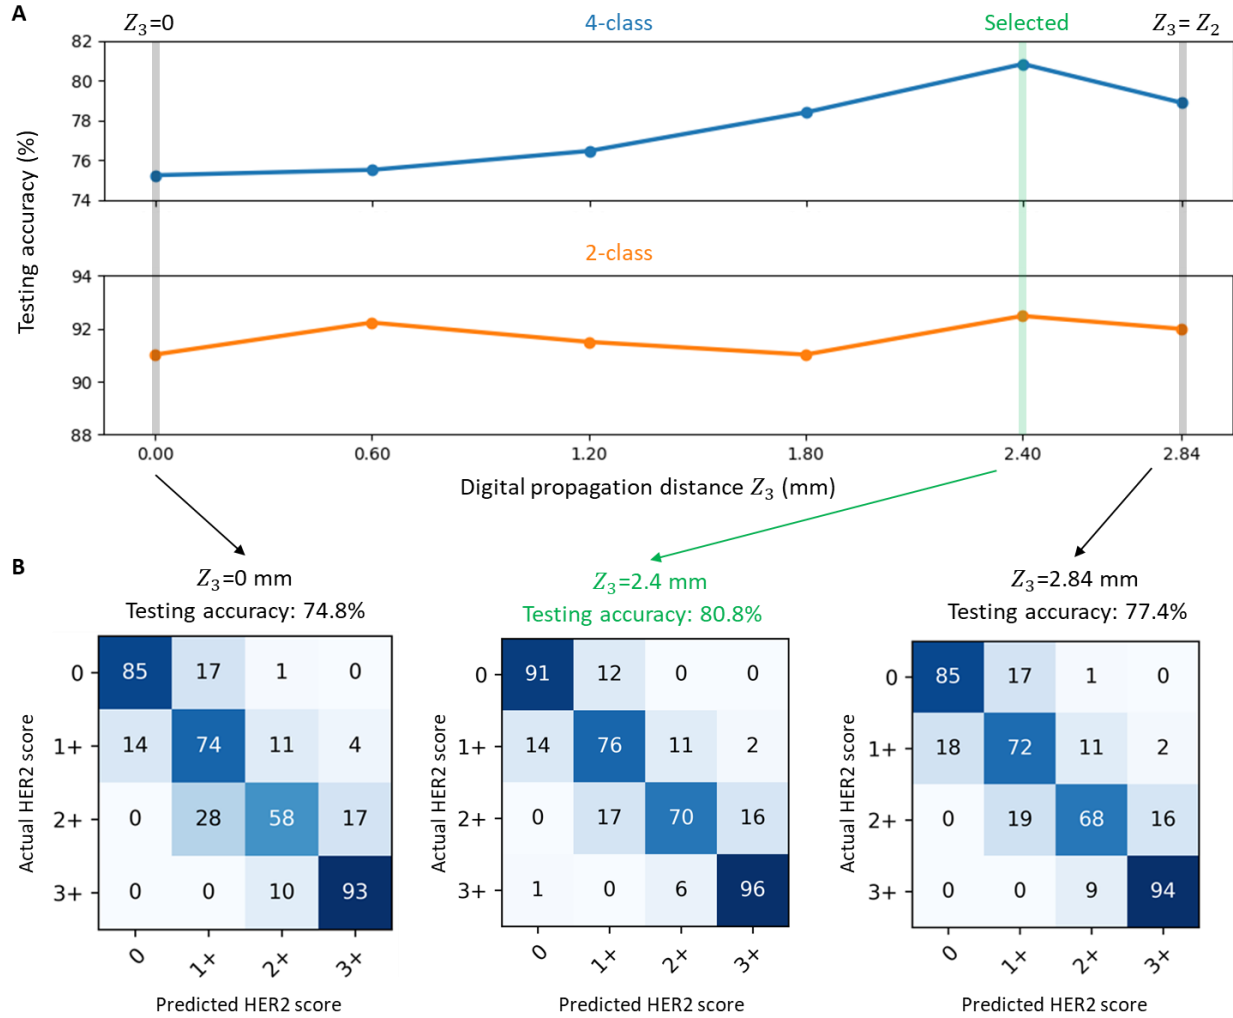 A
Z₃=0
4-class
Selected
Z₃= Z₂
82
80
78
76
74
Testing accuracy (%)
2-class
94
92
90
88
0.00 0.60 1.20 1.80 2.40 2.84
Digital propagation distance Z₃ (mm)
B
Z₃=0 mm
Testing accuracy: 74.8%
Actual HER2 score
0 85 17 1 0
1+ 14 74 11 4
2+ 0 28 58 17
3+ 0 0 10 93
0 1+ 2+ 3+
Predicted HER2 score
Z₃=2.4 mm
Testing accuracy: 80.8%
Actual HER2 score
0 91 12 0 0
1+ 14 76 11 2
2+ 0 17 70 16
3+ 1 0 6 96
0 1+ 2+ 3+
Predicted HER2 score
Z₃=2.84 mm
Testing accuracy: 77.4%
Actual HER2 score
0 85 17 1 0
1+ 18 72 11 2
2+ 0 19 68 16
3+ 0 0 9 94
0 1+ 2+ 3+
Predicted HER2 score